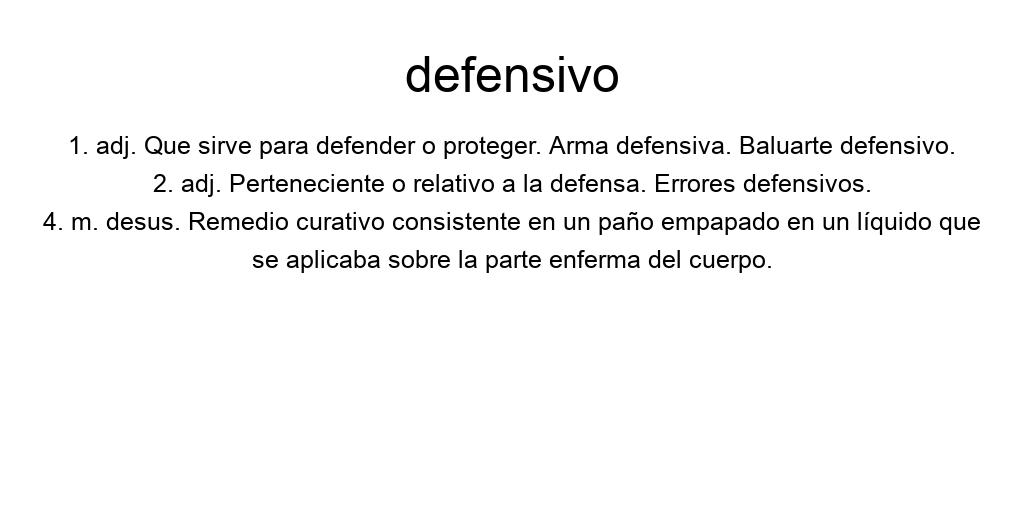 defensivo
1. adj. Que sirve para defender o proteger. Arma defensiva. Baluarte defensivo.
2. adj. Perteneciente o relativo a la defensa. Errores defensivos.
4. m. desus. Remedio curativo consistente en un paño empapado en un líquido que
se aplicaba sobre la parte enferma del cuerpo.